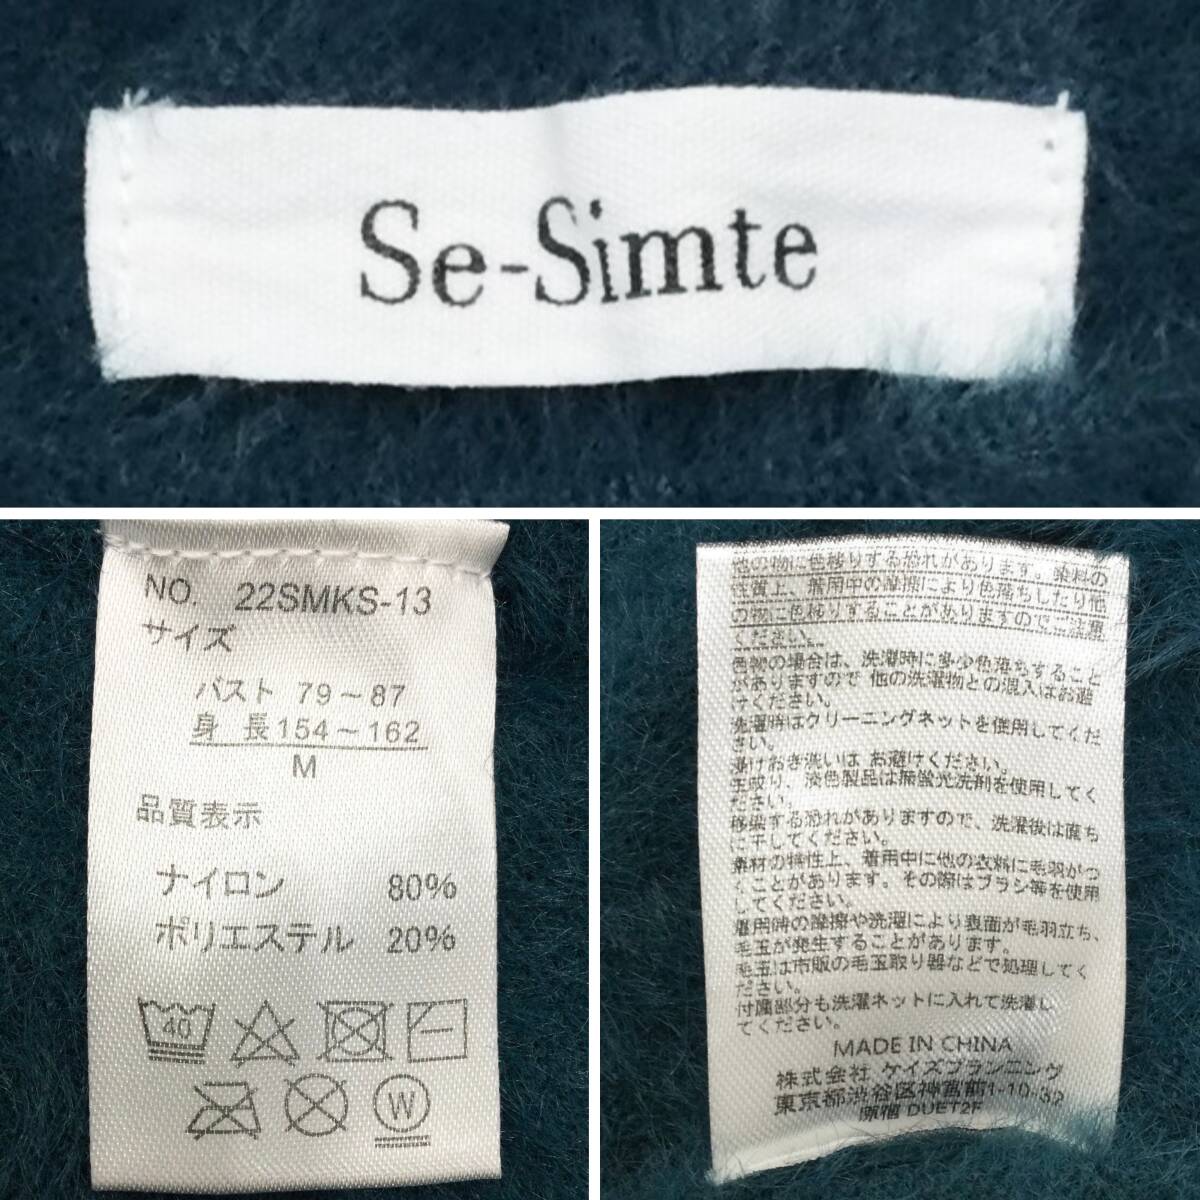 Se-Simte
NO. 22SMKS-13
サイズ
バスト 79～87
身 長154～162
M
品質表示
ナイロン 80%
ポリエステル 20%
40
W
他の物に色移りする恐れがあります。染料の
性質上、着用中の摩擦により色落ちしたり他
の物に色移りすることがありますのでご注意
ください。
色物の場合は、洗濯時に多少色落ちすること
がありますので 他の洗濯物との混入はお避
けください。
洗濯時はクリーニングネットを使用してくだ
さい。
浸けおき洗いは お避けください。
生成り、淡色製品は無蛍光洗剤を使用してく
ださい。
移染する恐れがありますので、洗濯後は直ち
に干してください。
素材の特性上、着用中に他の衣料に毛羽がつ
くことがあります。その際はブラシ等を使用
してください。
着用時の摩擦や洗濯により表面が毛羽立ち、
毛玉が発生することがあります。
毛玉は市販の毛玉取り器などで処理してく
ださい。
付属部分も洗濯ネットに入れて洗濯し
てください。
MADE IN CHINA
株式会社 ケイズプランニング
東京都渋谷区神宮前1-10-32
原宿 DUET2F